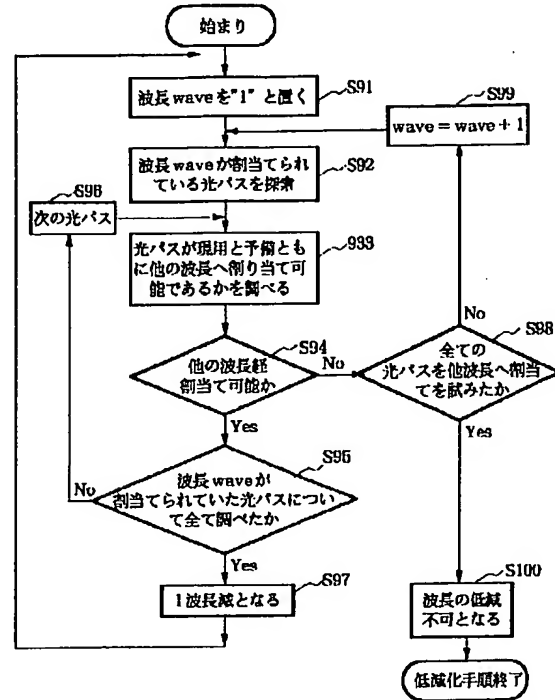 始まり
波長waveを"1"と置く
S91
S99
wave = wave + 1
波長waveが割当てられ
ている光パスを探索
S92
S96
次の光パス
光パスが現用と予備ともに
に他の波長へ割り当て可
能であるかを調べる
933
他の波長経
割当て可能か
S94
No
Yes
全ての
光パスを他波長へ割当
てを試みたか
S98
No
Yes
波長waveが
割当てられていた光パスについ
て全て調べたか
S95
No
Yes
1波長減となる
S97
波長の低減
不可となる
S100
低減化手順終了